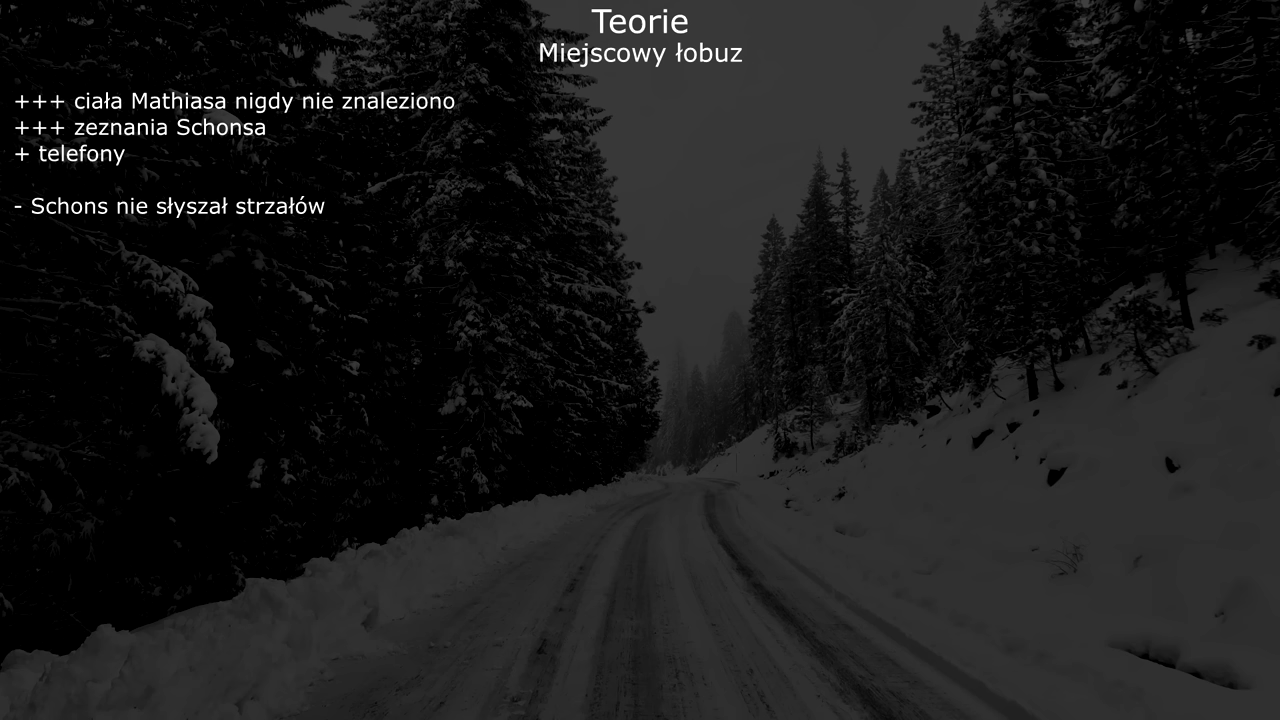 Teorie
Miejscowy łobuz
+++ ciała Mathiasa nigdy nie znaleziono
+++ zeznania Schonsa
+ telefony
- Schons nie słyszał strzałów